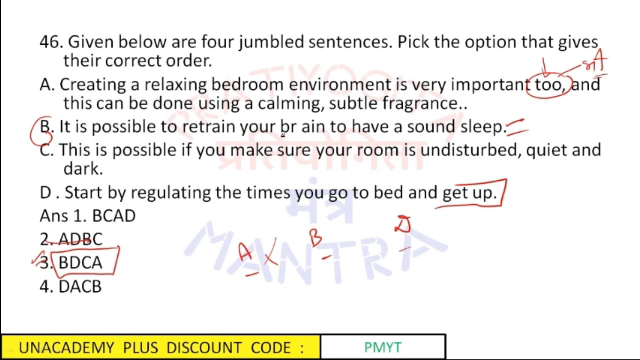 46. Given below are four jumbled sentences. Pick the option that gives
their correct order.
A. Creating a relaxing bedroom environment is very important too, and
this can be done using a calming, subtle fragrance..
B. It is possible to retrain your br ain to have a sound sleep.
C. This is possible if you make sure your room is undisturbed, quiet and
dark.
D . Start by regulating the times you go to bed and get up.
Ans 1. BCAD
2. ADBC
3. BDCA
4. DACB
A B D
A
प्रतियोगिता
मंत्र
MANTRA
UNACADEMY PLUS DISCOUNT CODE : PMYT